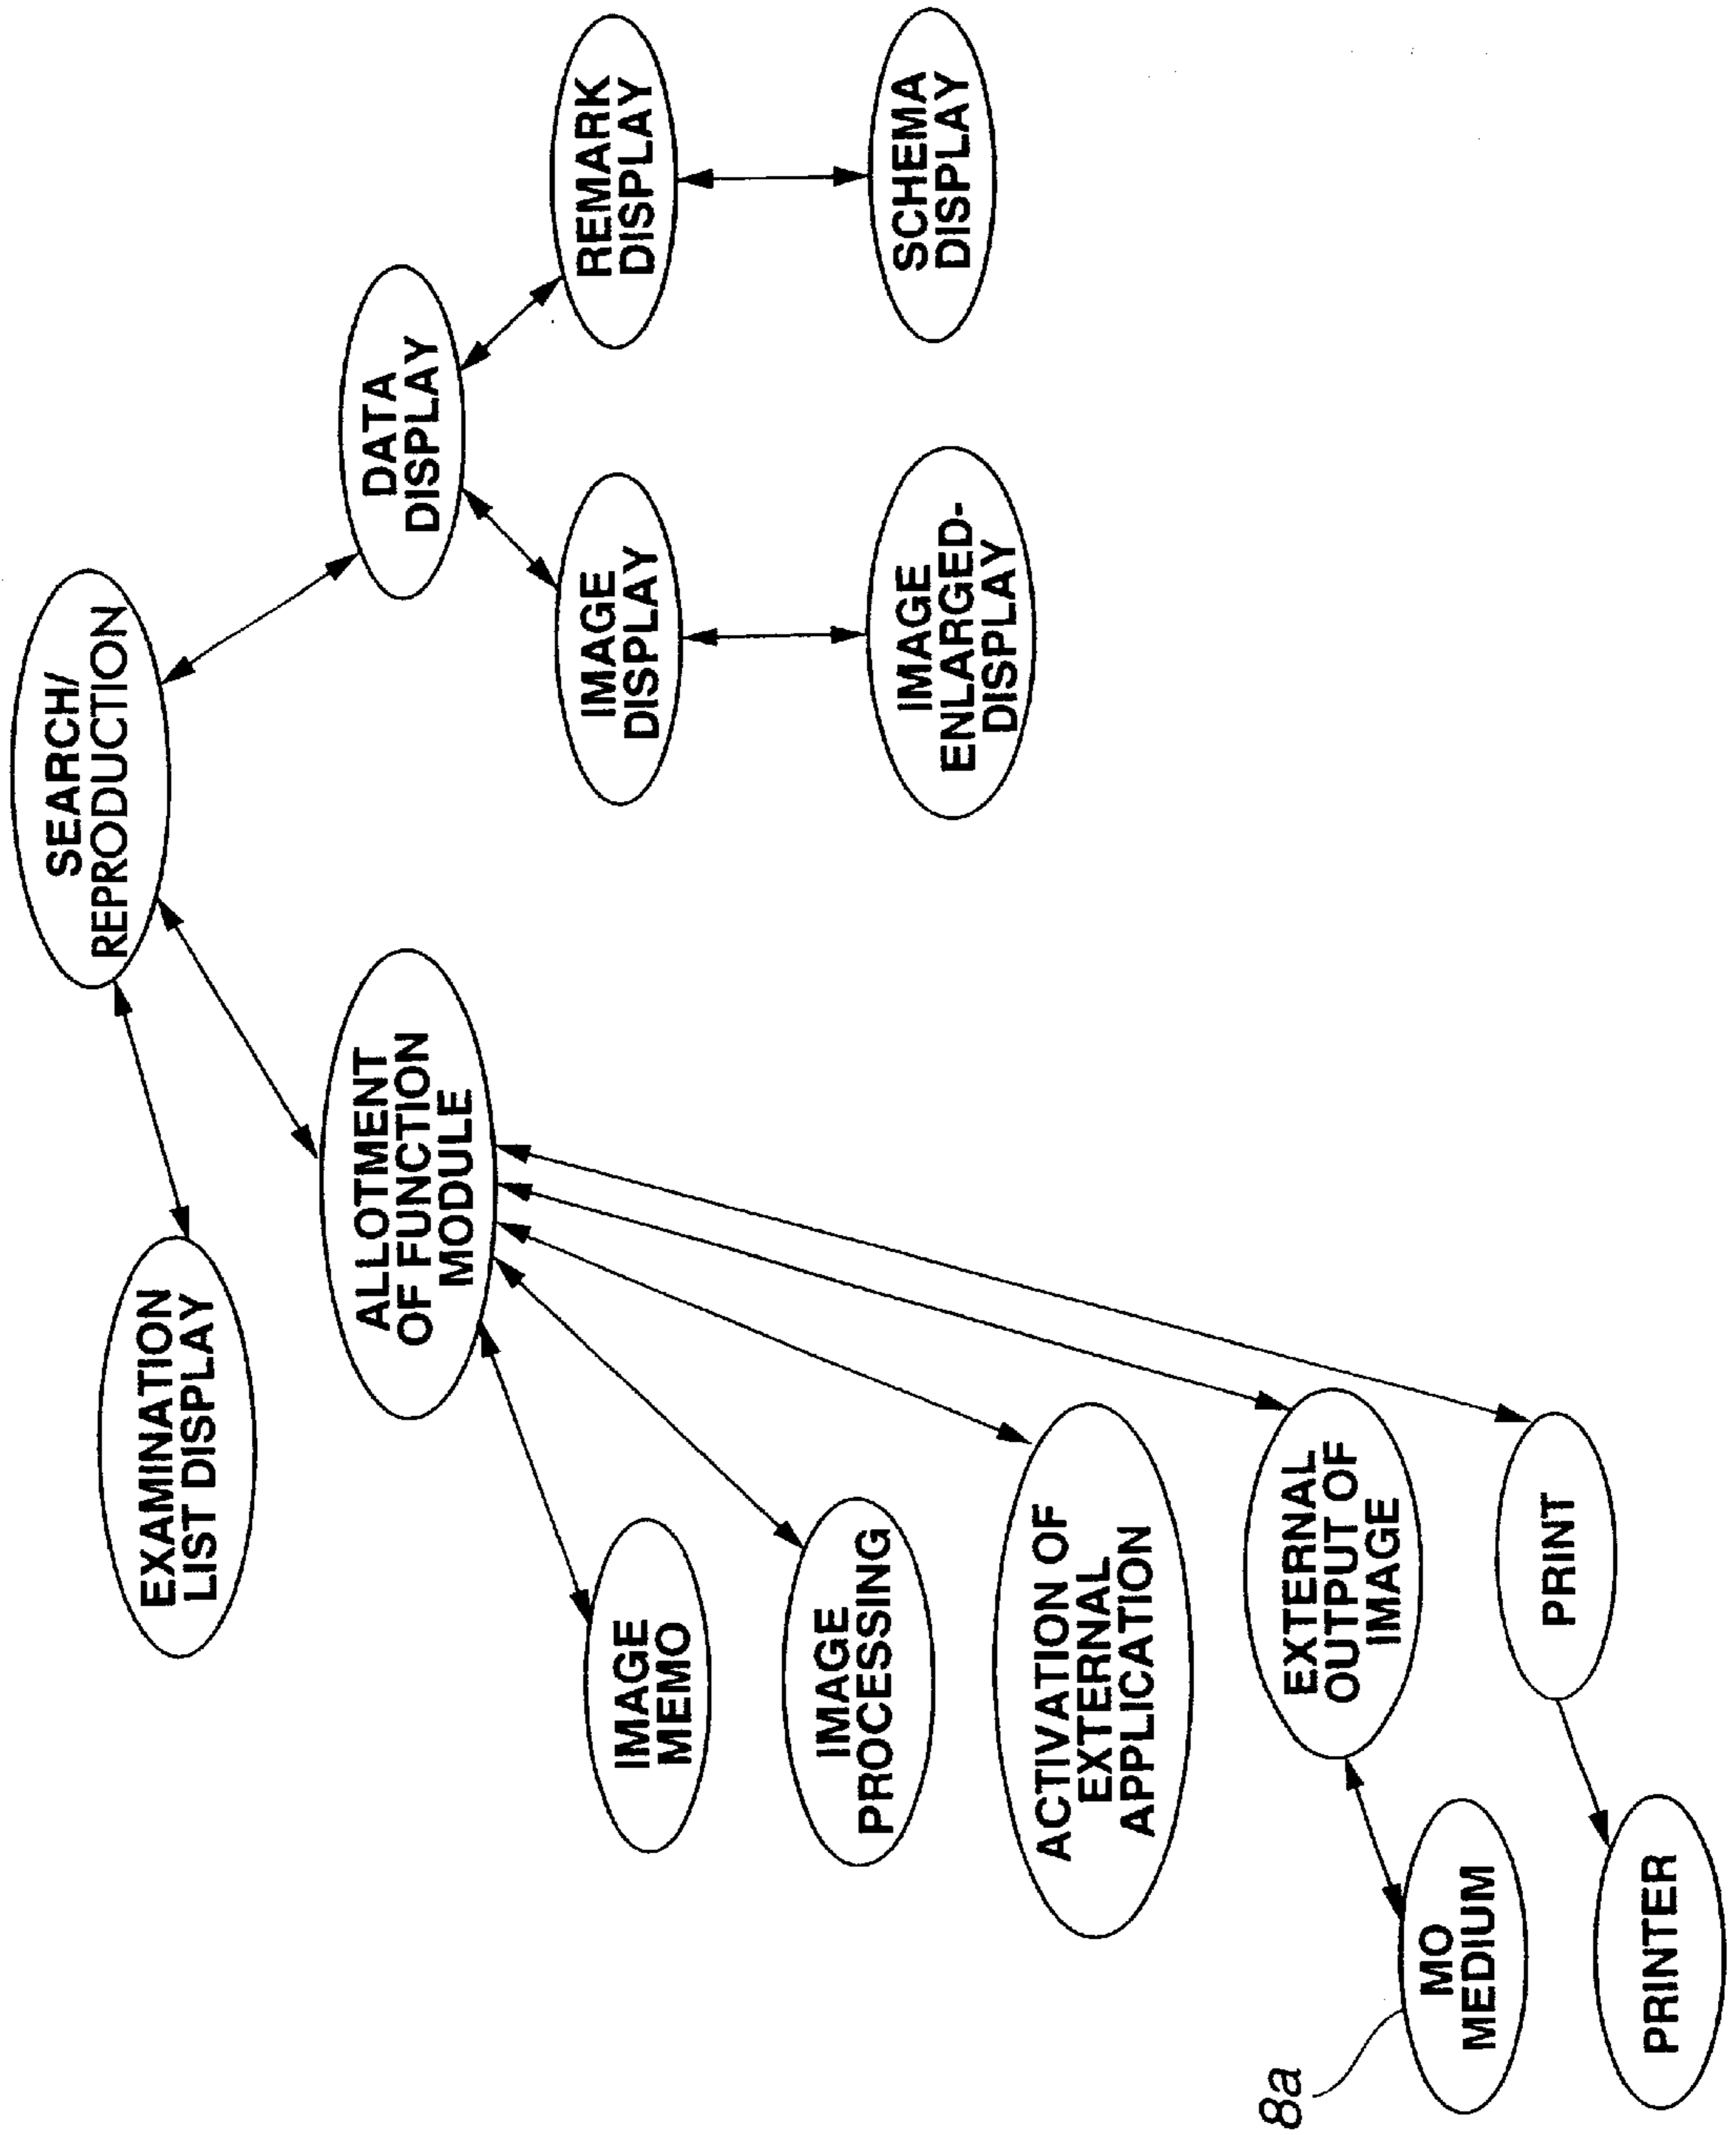 SEARCH/
REPRODUCTION
EXAMINATION
LIST DISPLAY
ALLOTMENT
OF FUNCTION
MODULE
DATA
DISPLAY
IMAGE
DISPLAY
REMARK
DISPLAY
IMAGE
MEMO
IMAGE
PROCESSING
ACTIVATION OF
EXTERNAL
APPLICATION
IMAGE
ENLARGED-
DISPLAY
SCHEMA
DISPLAY
EXTERNAL
OUTPUT OF
IMAGE
PRINT
8a
MO
MEDIUM
PRINTER